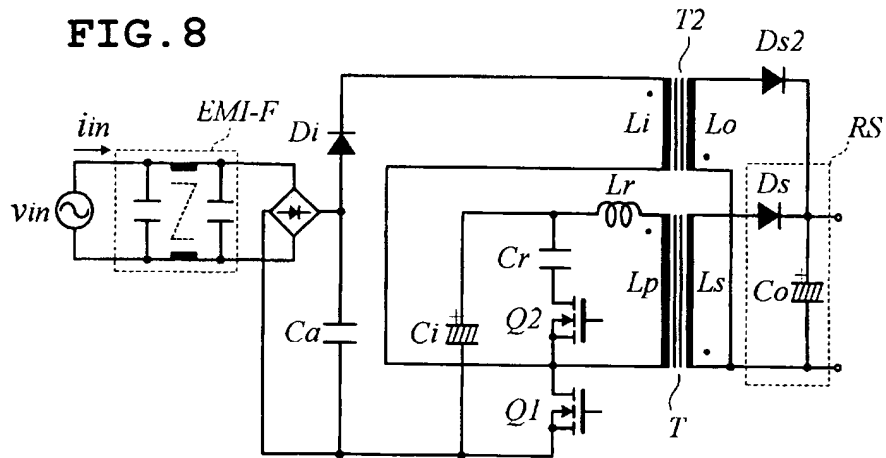 FIG.8
T2
Ds2
EMI-F
iin
Di
Li
Lo
RS
vin
Lr
Ds
Cr
Lp
Ls
Co
+
Ca
Ci
+
Q2
Q1
T